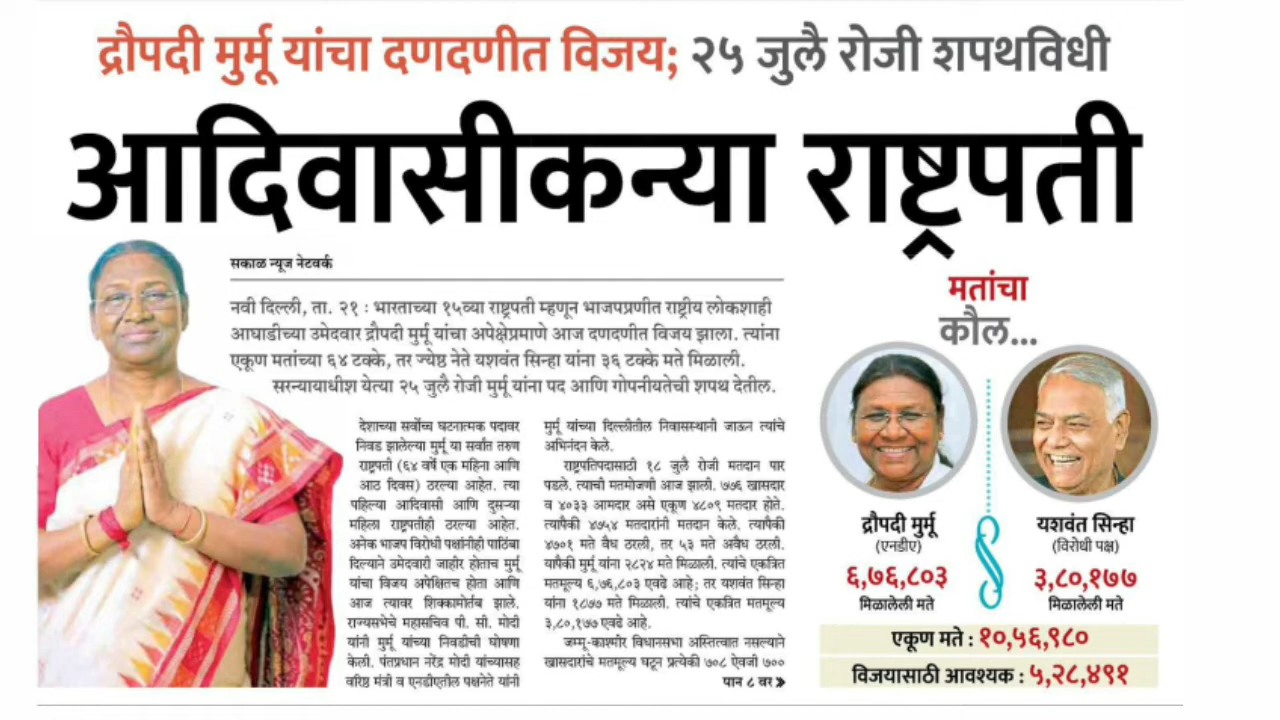 द्रौपदी मुर्मू यांचा दणदणीत विजय; २५ जुलै रोजी शपथविधी
आदिवासीकन्या राष्ट्रपती
सकाळ न्यूज नेटवर्क
नवी दिल्ली, ता. २१ : भारताच्या १५व्या राष्ट्रपती म्हणून भाजपप्रणीत राष्ट्रीय लोकशाही
आघाडीच्या उमेदवार द्रौपदी मुर्मू यांचा अपेक्षेप्रमाणे आज दणदणीत विजय झाला. त्यांना
एकूण मतांच्या ६४ टक्के, तर ज्येष्ठ नेते यशवंत सिन्हा यांना ३६ टक्के मते मिळाली.
सरन्यायाधीश येत्या २५ जुलै रोजी मुर्मू यांना पद आणि गोपनीयतेची शपथ देतील.
देशाच्या सर्वोच्च घटनात्मक पदावर
निवड झालेल्या मुर्मू या सर्वांत तरुण
राष्ट्रपती (६४ वर्षे एक महिना आणि
आठ दिवस) ठरल्या आहेत. त्या
पहिल्या आदिवासी आणि दुसऱ्या
महिला राष्ट्रपतीही ठरल्या आहेत.
अनेक भाजप विरोधी पक्षांनीही पाठिंबा
दिल्याने उमेदवारी जाहीर होताच मुर्मू
यांचा विजय अपेक्षितच होता आणि
आज त्यावर शिक्कामोर्तब झाले.
राज्यसभेचे महासचिव पी. सी. मोदी
यांनी मुर्मू यांच्या निवडीची घोषणा
केली. पंतप्रधान नरेंद्र मोदी यांच्यासह
वरिष्ठ मंत्री व एनडीएतील पक्षनेते यांनी
मुर्मू यांच्या दिल्लीतील निवासस्थानी जाऊन त्यांचे
अभिनंदन केले.
राष्ट्रपतिपदासाठी १८ जुलै रोजी मतदान पार
पडले. त्याची मतमोजणी आज झाली. ७७६ खासदार
व ४०३३ आमदार असे एकूण ४८०९ मतदार होते.
त्यापैकी ४७५४ मतदारांनी मतदान केले. त्यापैकी
४७०१ मते वैध ठरली, तर ५३ मते अवैध ठरली.
यापैकी मुर्मू यांना २८२४ मते मिळाली. त्यांचे एकत्रित
मतमूल्य ६,७६,८०३ एवढे आहे; तर यशवंत सिन्हा
यांना १८७७ मते मिळाली. त्यांचे एकत्रित मतमूल्य
३,८०,१७७ एवढे आहे.
जम्मू-काश्मीर विधानसभा अस्तित्वात नसल्याने
खासदारांचे मतमूल्य घटून प्रत्येकी ७०८ ऐवजी ७००
पान ८ वर
मतांचा
कौल...
द्रौपदी मुर्मू
(एनडीए)
६,७६,८०३
मिळालेली मते
यशवंत सिन्हा
(विरोधी पक्ष)
३,८०,१७७
मिळालेली मते
एकूण मते : १०,५६,९८०
विजयासाठी आवश्यक : ५,२८,४९१